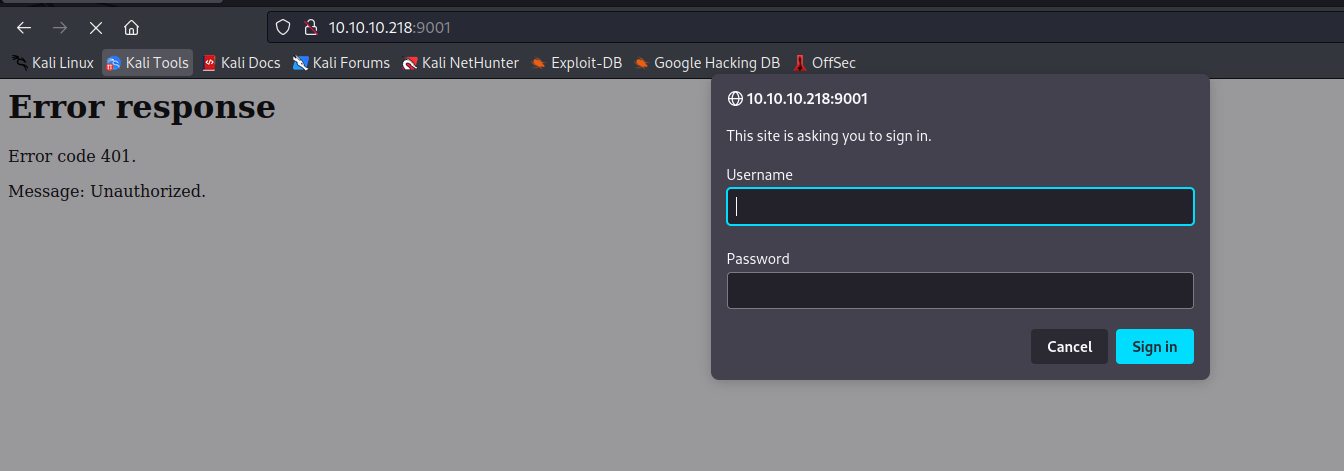 10.10.10.218:9001
Kali Linux Kali Tools Kali Docs Kali Forums Kali NetHunter Exploit-DB Google Hacking DB OffSec
Error response
Error code 401.
Message: Unauthorized.
10.10.10.218:9001
This site is asking you to sign in.
Username
Password
Cancel Sign in